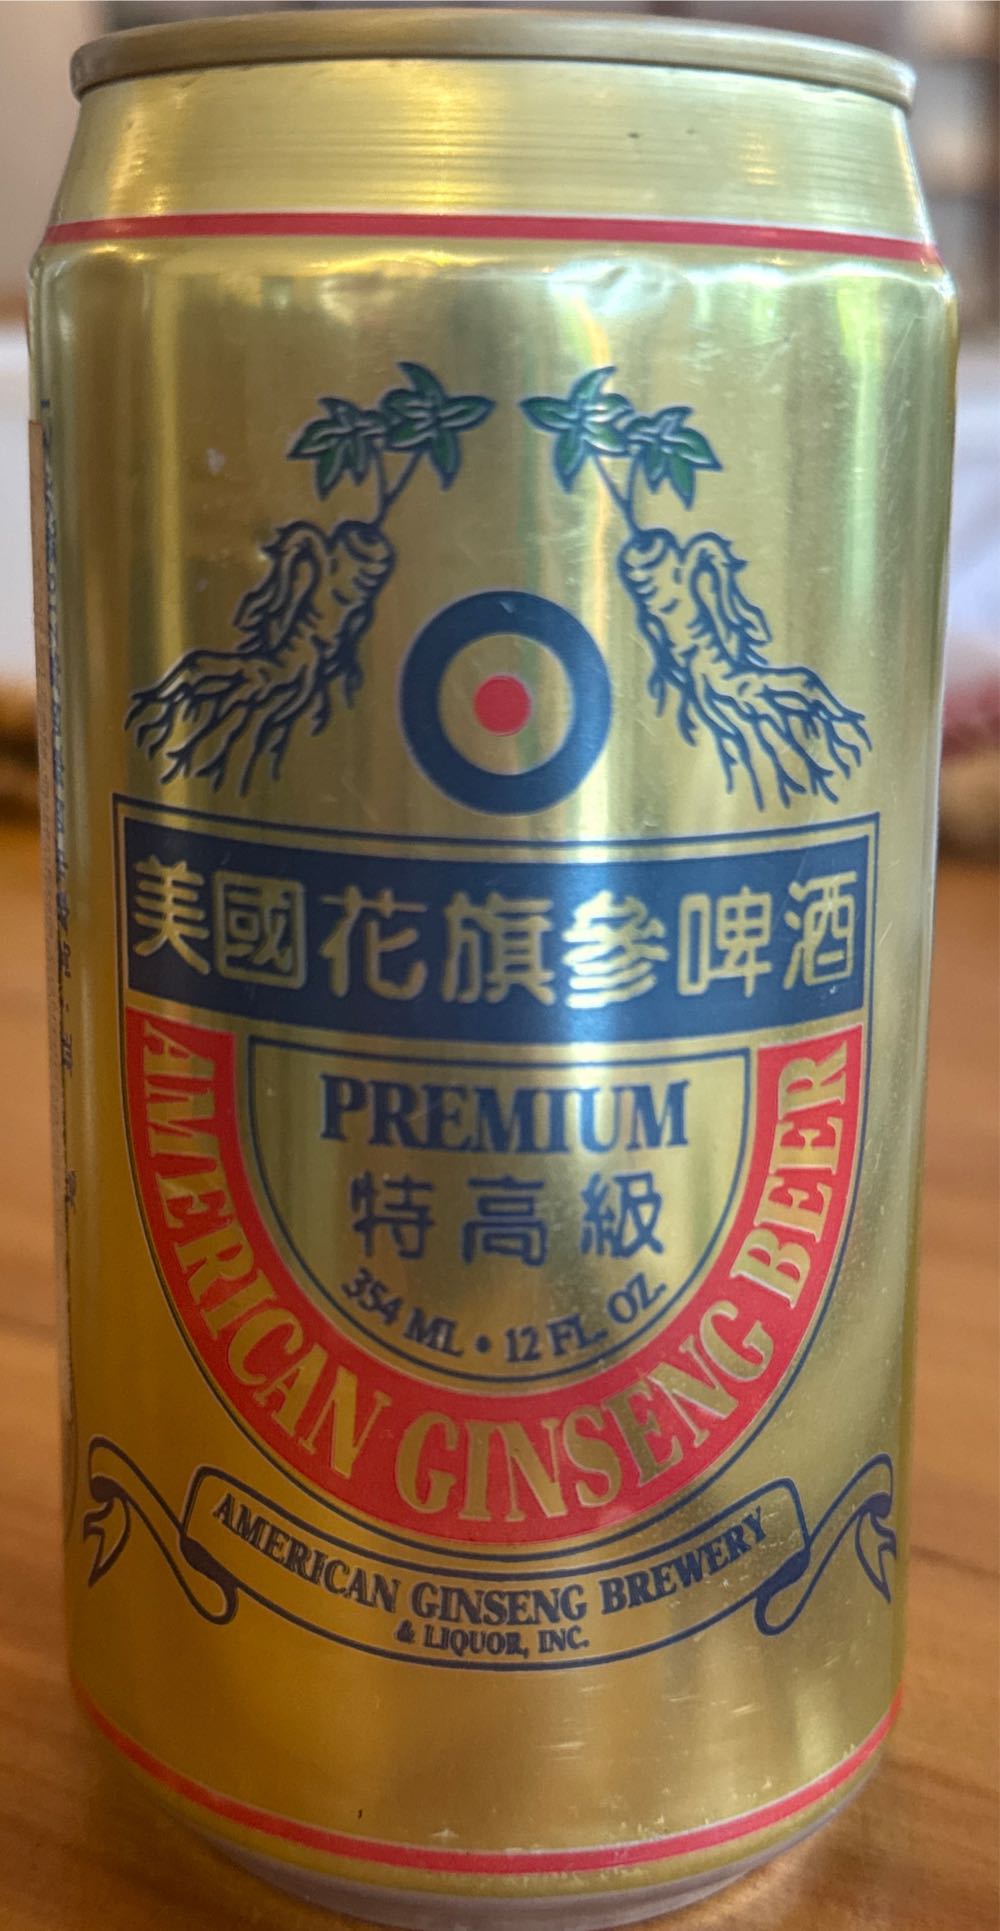 美國花旗參啤酒
PREMIUM
特高級
354 ML • 12 FL. OZ.
AMERICAN GINSENG BEER
AMERICAN GINSENG BREWERY
& LIQUOR, INC.